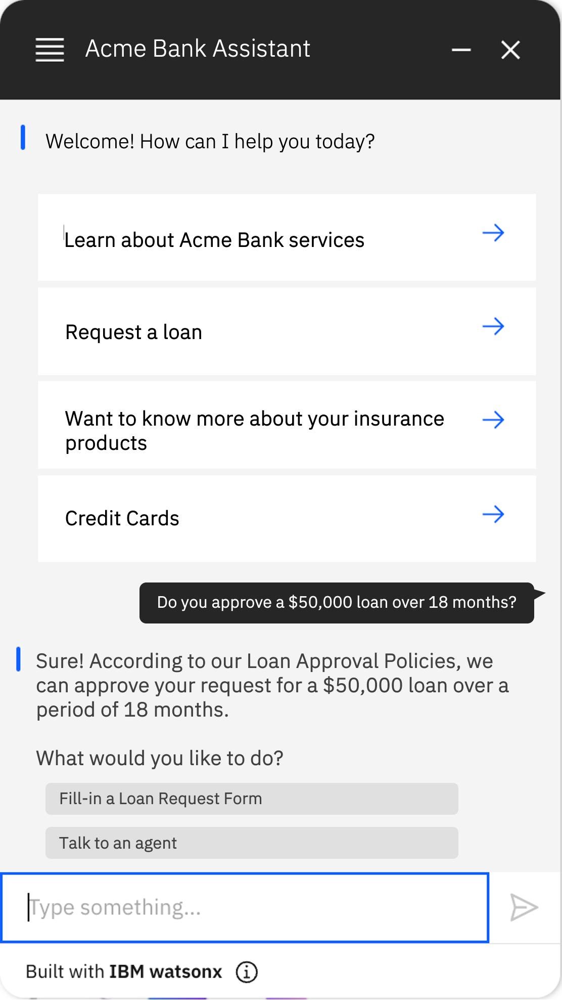 Acme Bank Assistant
Welcome! How can I help you today?
Learn about Acme Bank services
Request a loan
Want to know more about your insurance
products
Credit Cards
Do you approve a $50,000 loan over 18 months?
Sure! According to our Loan Approval Policies, we
can approve your request for a $50,000 loan over a
period of 18 months.
What would you like to do?
Fill-in a Loan Request Form
Talk to an agent
Type something...
Built with IBM watsonx